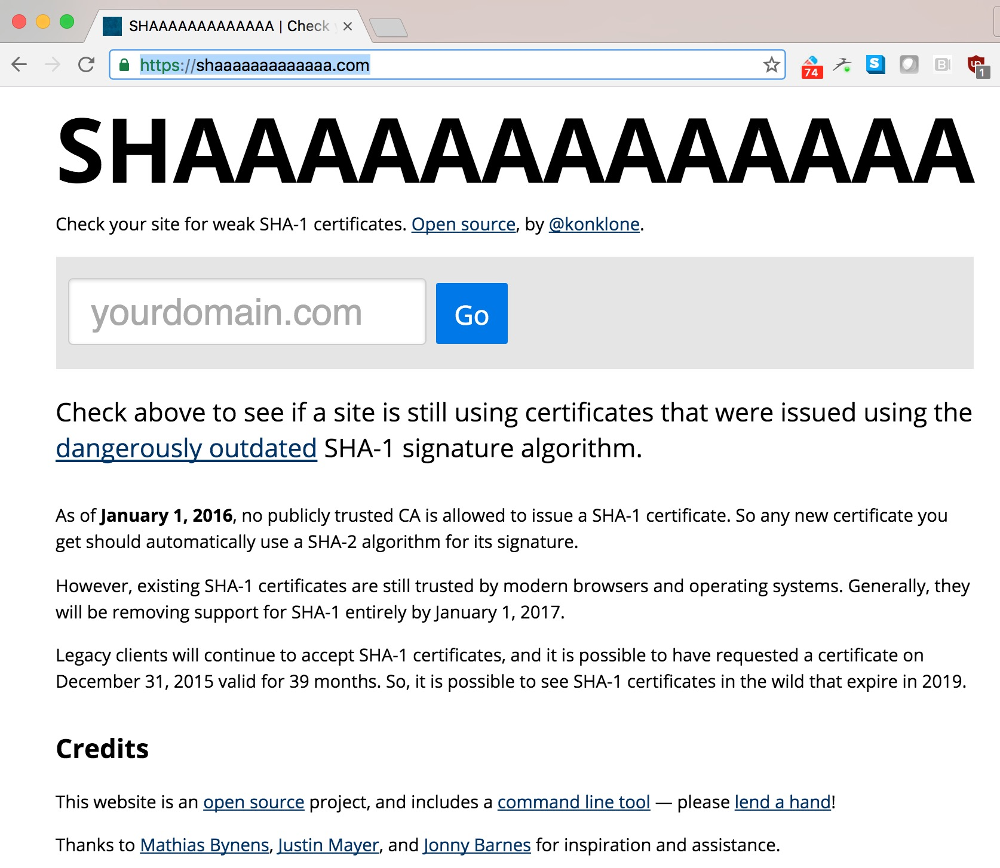 SHAAAAAAAAAAAAA | Check
https://shaaaaaaaaaaaaa.com
74
S
B
1
SHAAAAAAAAAAAAA
Check your site for weak SHA-1 certificates. Open source, by @konklone.
yourdomain.com
Go
Check above to see if a site is still using certificates that were issued using the
dangerously outdated SHA-1 signature algorithm.
As of January 1, 2016, no publicly trusted CA is allowed to issue a SHA-1 certificate. So any new certificate you
get should automatically use a SHA-2 algorithm for its signature.
However, existing SHA-1 certificates are still trusted by modern browsers and operating systems. Generally, they
will be removing support for SHA-1 entirely by January 1, 2017.
Legacy clients will continue to accept SHA-1 certificates, and it is possible to have requested a certificate on
December 31, 2015 valid for 39 months. So, it is possible to see SHA-1 certificates in the wild that expire in 2019.
Credits
This website is an open source project, and includes a command line tool — please lend a hand!
Thanks to Mathias Bynens, Justin Mayer, and Jonny Barnes for inspiration and assistance.